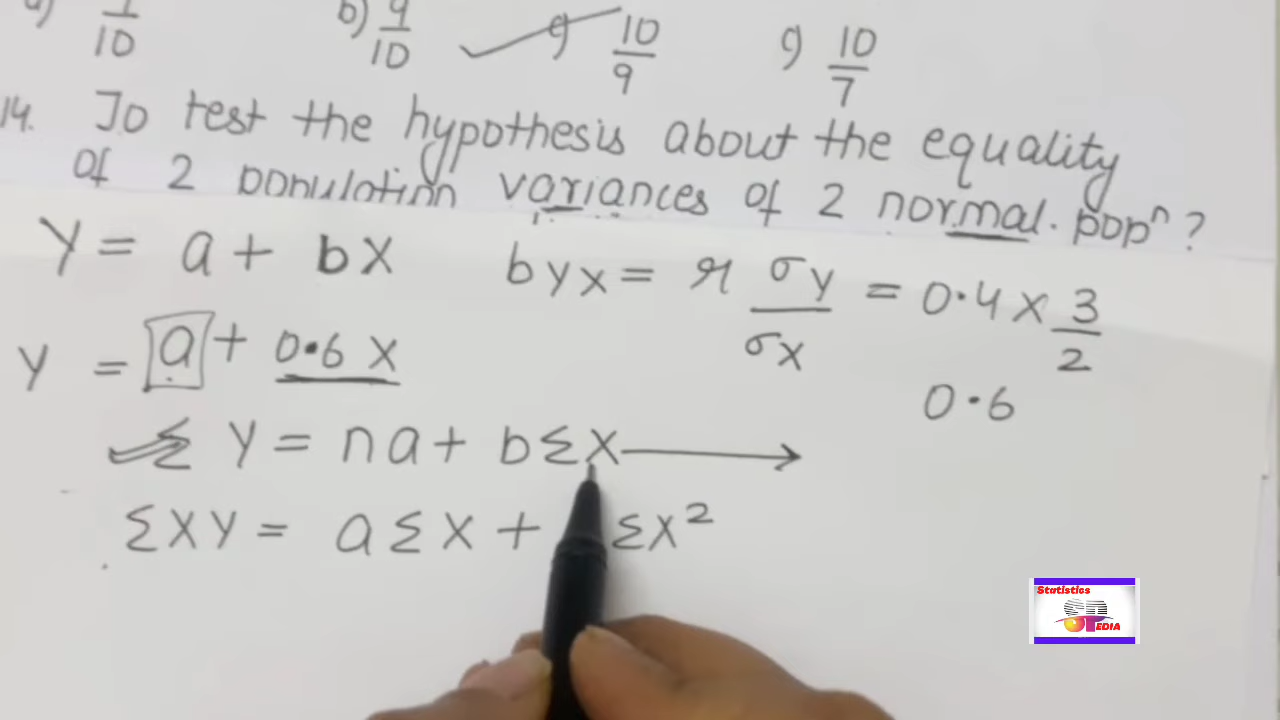 a) 1/10 b) 9/10 c) 10/9 c) 10/7
14. To test the hypothesis about the equality
of 2 population variances of 2 normal. popⁿ ?
Y = a + bX
byx = r σy/σx = 0.4 x 3/2
Y = a + 0.6 X
0.6
Σ Y = na + bΣX
ΣXY = aΣX + ΣX²
Statistics
EDIA